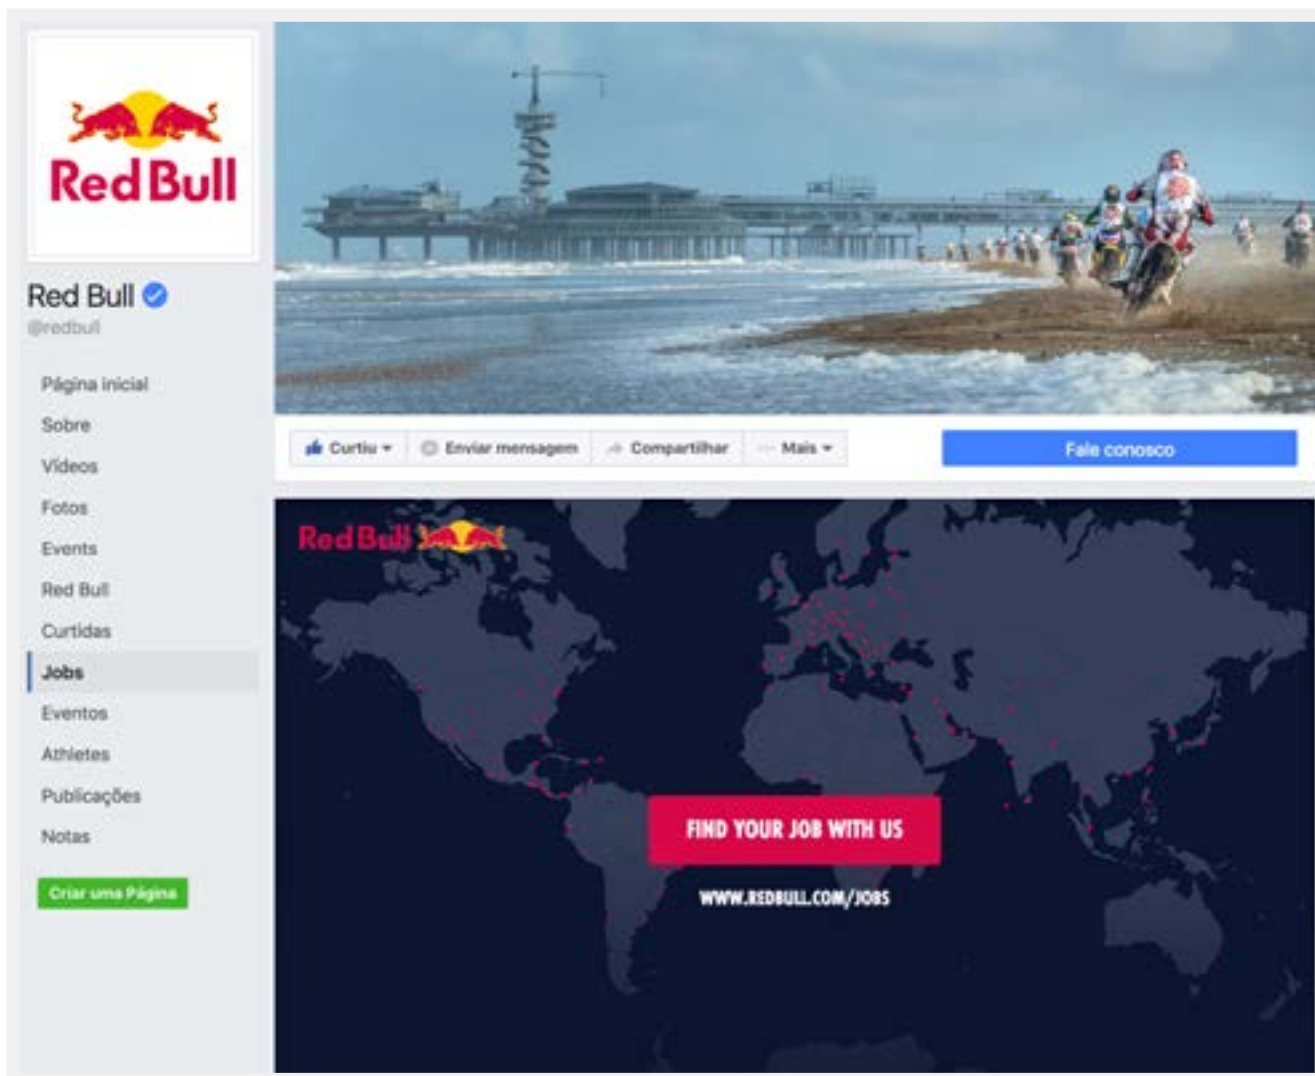 Red Bull
Red Bull
@redbull
Página inicial
Sobre
Vídeos
Fotos
Events
Red Bull
Curtidas
Jobs
Eventos
Athletes
Publicações
Notas
Criar uma Página
Curtiu
Enviar mensagem
Compartilhar
Mais
Fale conosco
Red Bull
FIND YOUR JOB WITH US
WWW.REDBULL.COM/JOBS